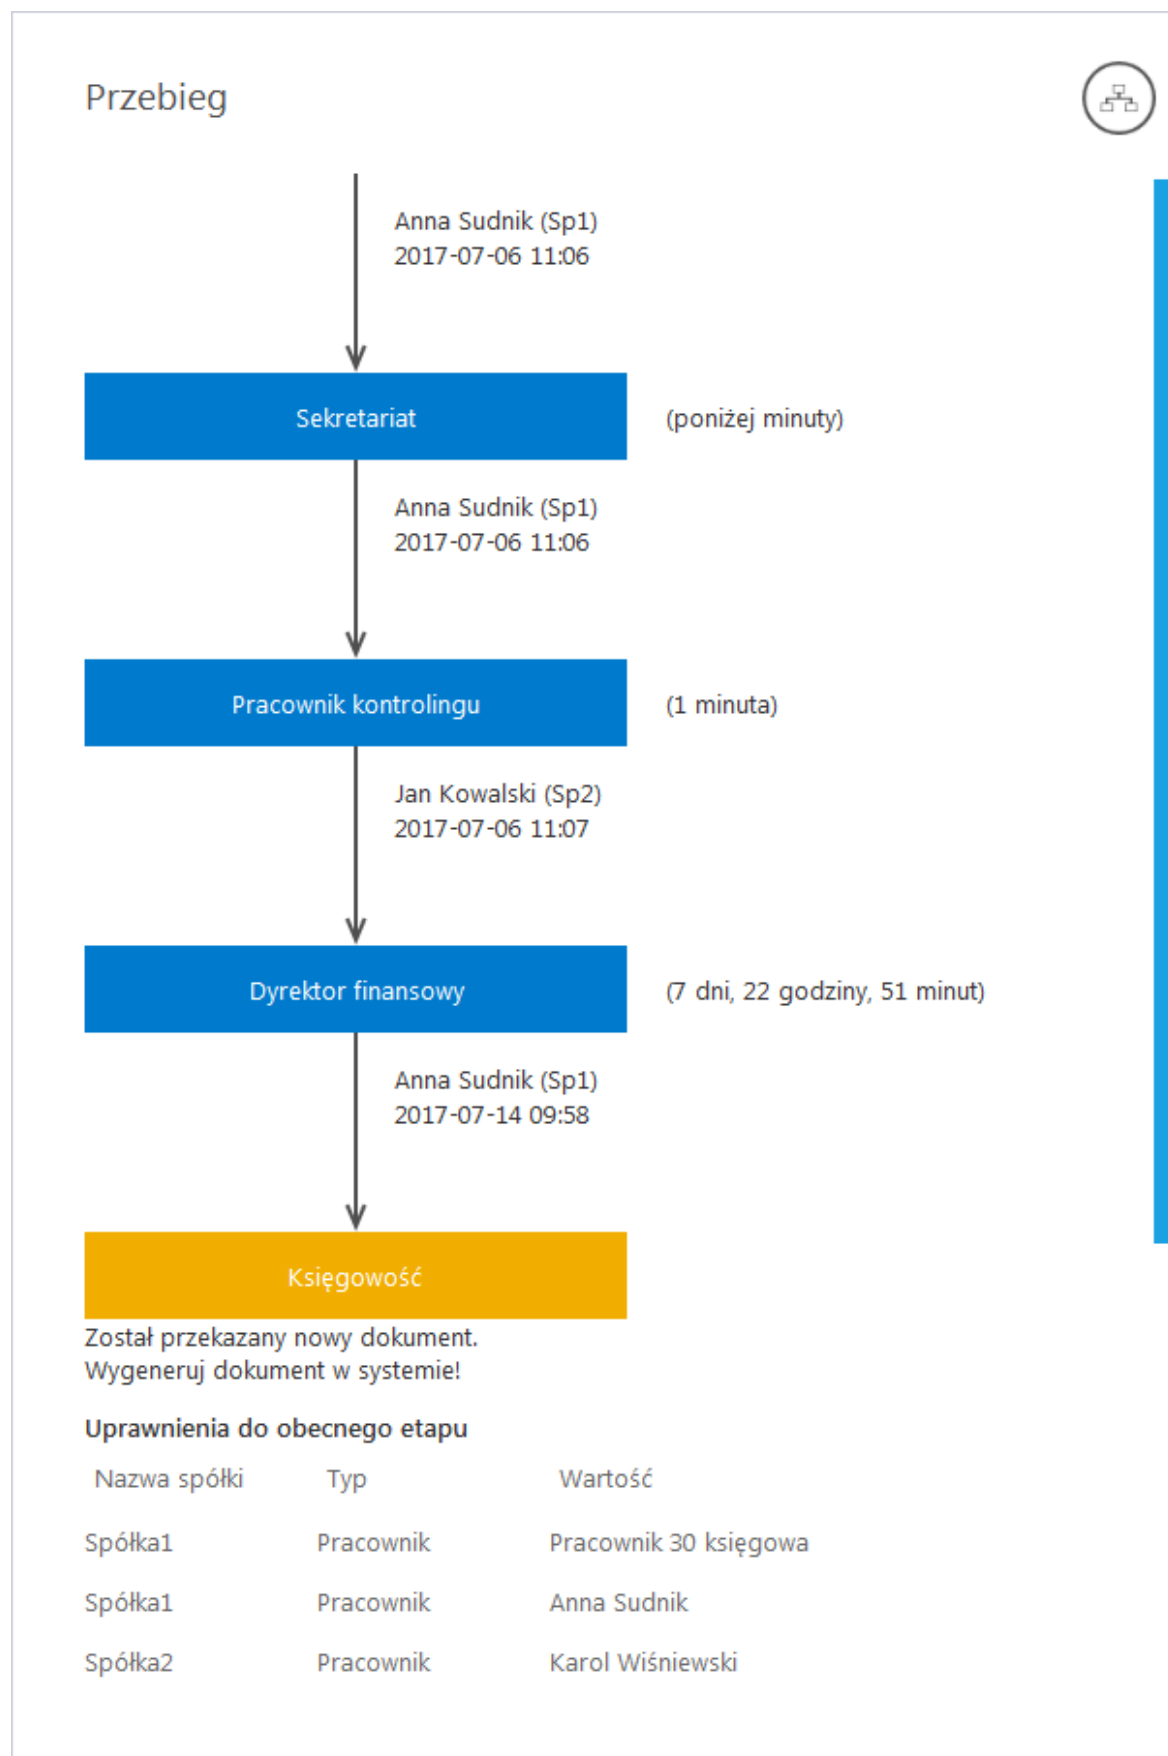 Przebieg
Anna Sudnik (Sp1)
2017-07-06 11:06
Sekretariat (poniżej minuty)
Anna Sudnik (Sp1)
2017-07-06 11:06
Pracownik kontrolingu (1 minuta)
Jan Kowalski (Sp2)
2017-07-06 11:07
Dyrektor finansowy (7 dni, 22 godziny, 51 minut)
Anna Sudnik (Sp1)
2017-07-14 09:58
Księgowość
Został przekazany nowy dokument.
Wygeneruj dokument w systemie!
Uprawnienia do obecnego etapu
Nazwa spółki Typ Wartość
Spółka1 Pracownik Pracownik 30 księgowa
Spółka1 Pracownik Anna Sudnik
Spółka2 Pracownik Karol Wiśniewski